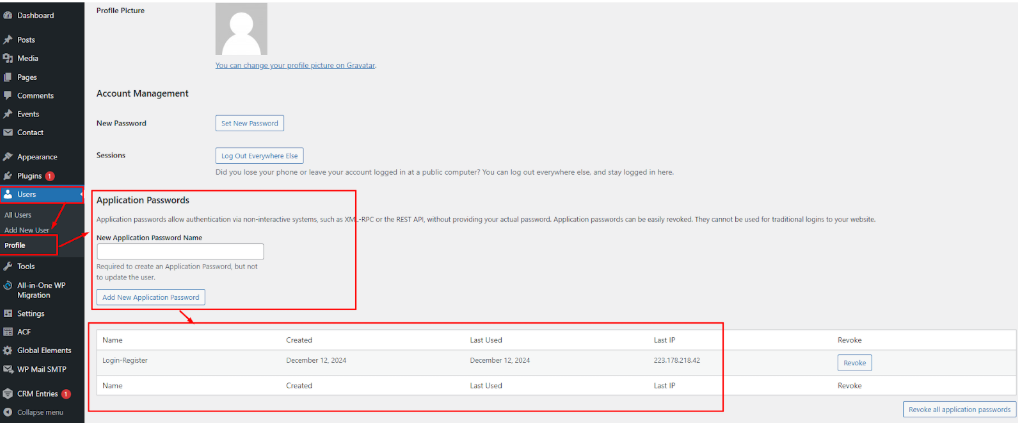 Dashboard
Posts
Media
Pages
Comments
Events
Contact
Appearance
Plugins 1
Users
All Users
Add New User
Profile
Tools
All-in-One WP
Migration
Settings
ACF
Global Elements
WP Mail SMTP
CRM Entries 1
Collapse menu
Profile Picture
You can change your profile picture on Gravatar.
Account Management
New Password
Set New Password
Sessions
Log Out Everywhere Else
Did you lose your phone or leave your account logged in at a public computer? You can log out everywhere else, and stay logged in here.
Application Passwords
Application passwords allow authentication via non-interactive systems, such as XML-RPC or the REST API, without providing your actual password. Application passwords can be easily revoked. They cannot be used for traditional logins to your website.
New Application Password Name
Required to create an Application Password, but not
to update the user.
Add New Application Password
Name Created Last Used Last IP Revoke
Login-Register December 12, 2024 December 12, 2024 223.178.218.42 Revoke
Name Created Last Used Last IP Revoke
Revoke all application passwords